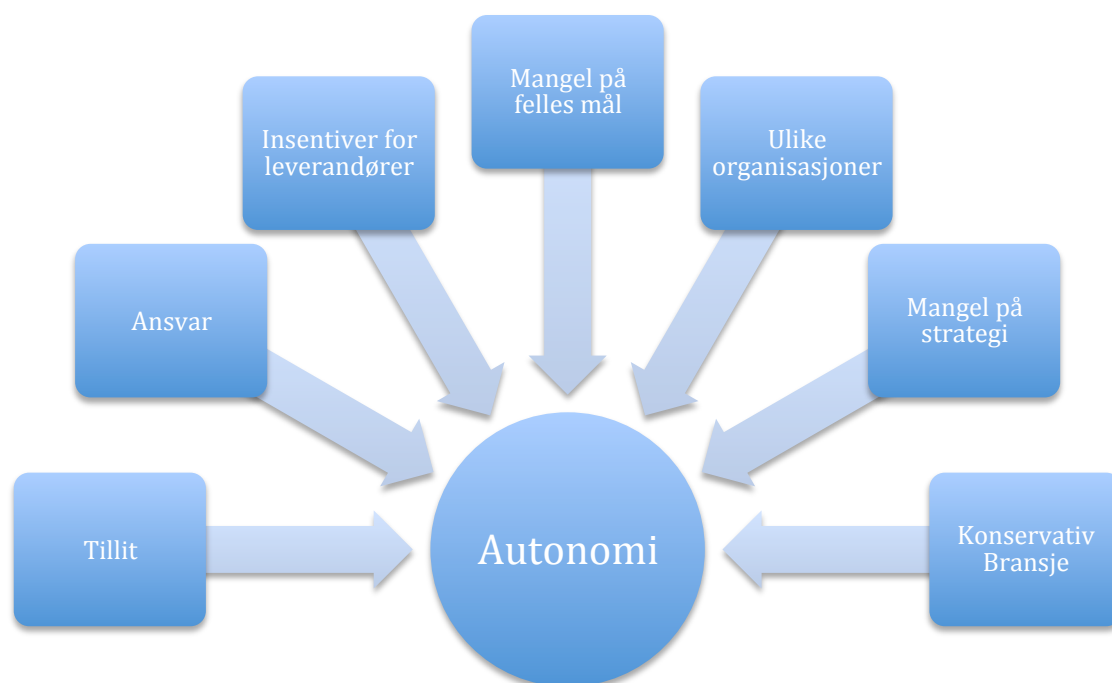 Mangel på
felles mål
Insentiver for
leverandører
Ulike
organisasjoner
Ansvar
Mangel på
strategi
Tillit
Autonomi
Konservativ
Bransje